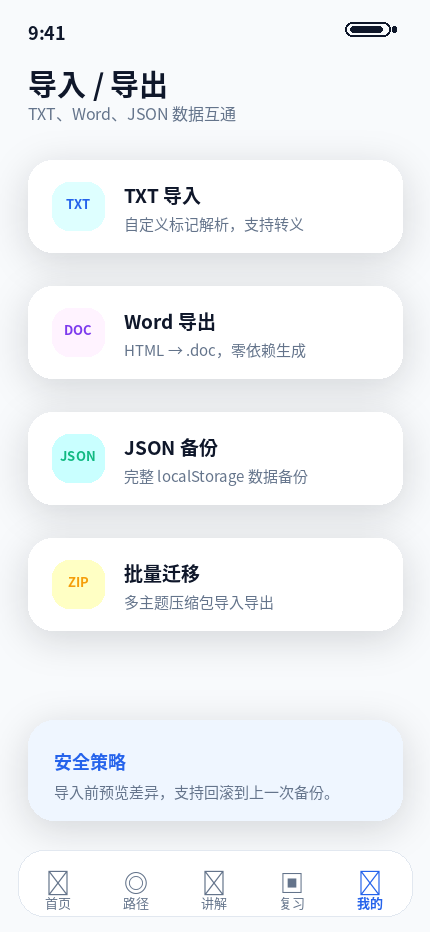 9:41
导入 / 导出
TXT、Word、JSON 数据互通
TXT
TXT 导入
自定义标记解析，支持转义
DOC
Word 导出
HTML → .doc，零依赖生成
JSON
JSON 备份
完整 localStorage 数据备份
ZIP
批量迁移
多主题压缩包导入导出
安全策略
导入前预览差异，支持回滚到上一次备份。
首页 路径 讲解 复习 我的